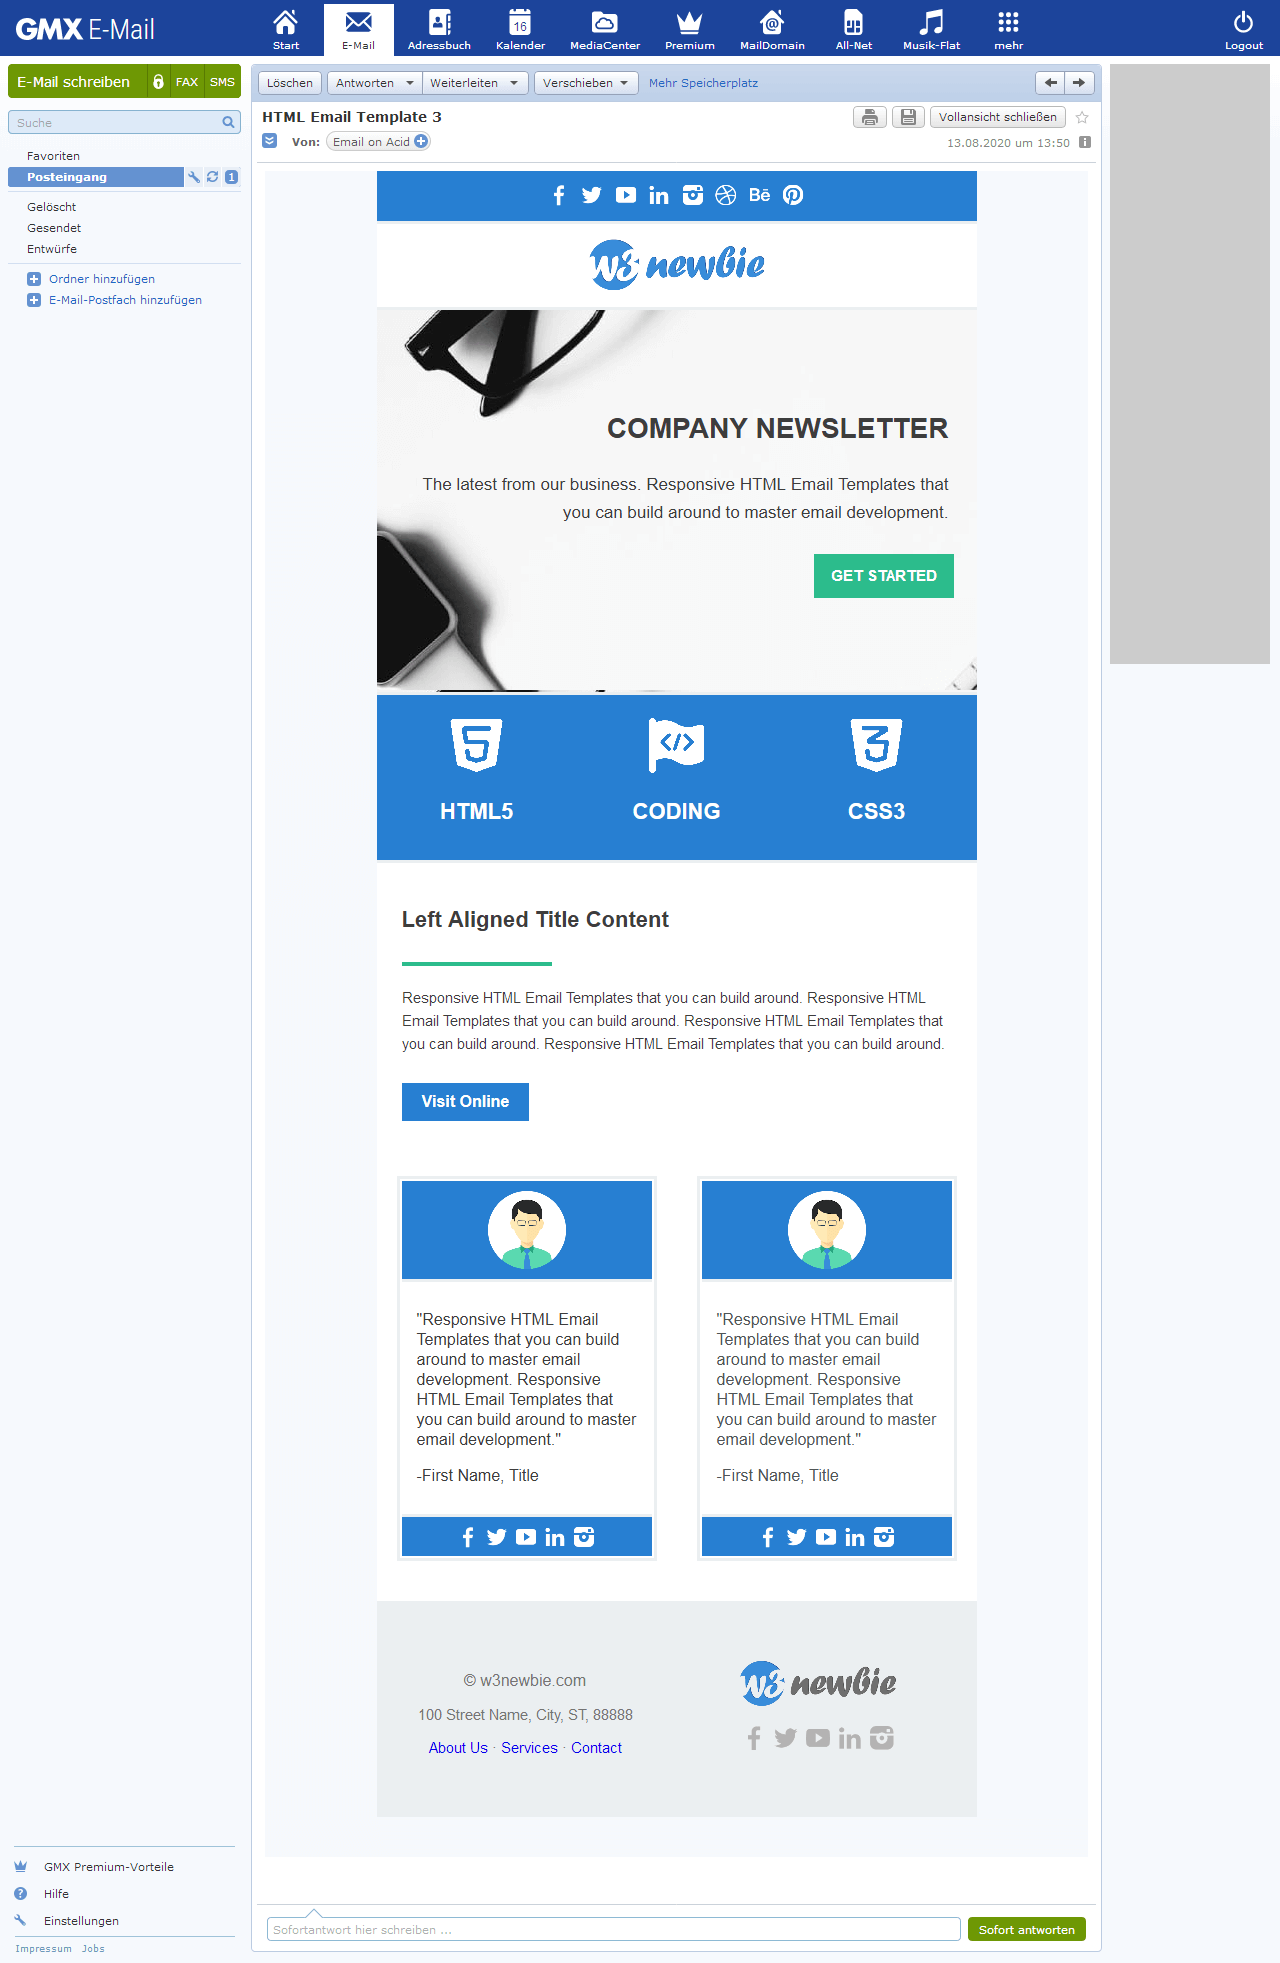 GMX E-Mail
Start
E-Mail
Adressbuch
Kalender
16
MediaCenter
Premium
MailDomain
All-Net
Musik-Flat
mehr
Logout
E-Mail schreiben
FAX
SMS
Suche
Favoriten
Posteingang
1
Gelöscht
Gesendet
Entwürfe
Ordner hinzufügen
E-Mail-Postfach hinzufügen
Löschen
Antworten
Weiterleiten
Verschieben
Mehr Speicherplatz
HTML Email Template 3
Vollansicht schließen
Von: Email on Acid
13.08.2020 um 13:50
Bē
w3 newbie
COMPANY NEWSLETTER
The latest from our business. Responsive HTML Email Templates that
you can build around to master email development.
GET STARTED
HTML5
CODING
CSS3
Left Aligned Title Content
Responsive HTML Email Templates that you can build around. Responsive HTML
Email Templates that you can build around. Responsive HTML Email Templates that
you can build around. Responsive HTML Email Templates that you can build around.
Visit Online
"Responsive HTML Email
Templates that you can build
around to master email
development. Responsive
HTML Email Templates that
you can build around to master
email development."
-First Name, Title
"Responsive HTML Email
Templates that you can build
around to master email
development. Responsive
HTML Email Templates that
you can build around to master
email development."
-First Name, Title
© w3newbie.com
100 Street Name, City, ST, 88888
About Us · Services · Contact
w3 newbie
GMX Premium-Vorteile
Hilfe
Einstellungen
Impressum Jobs
Sofortantwort hier schreiben ...
Sofort antworten